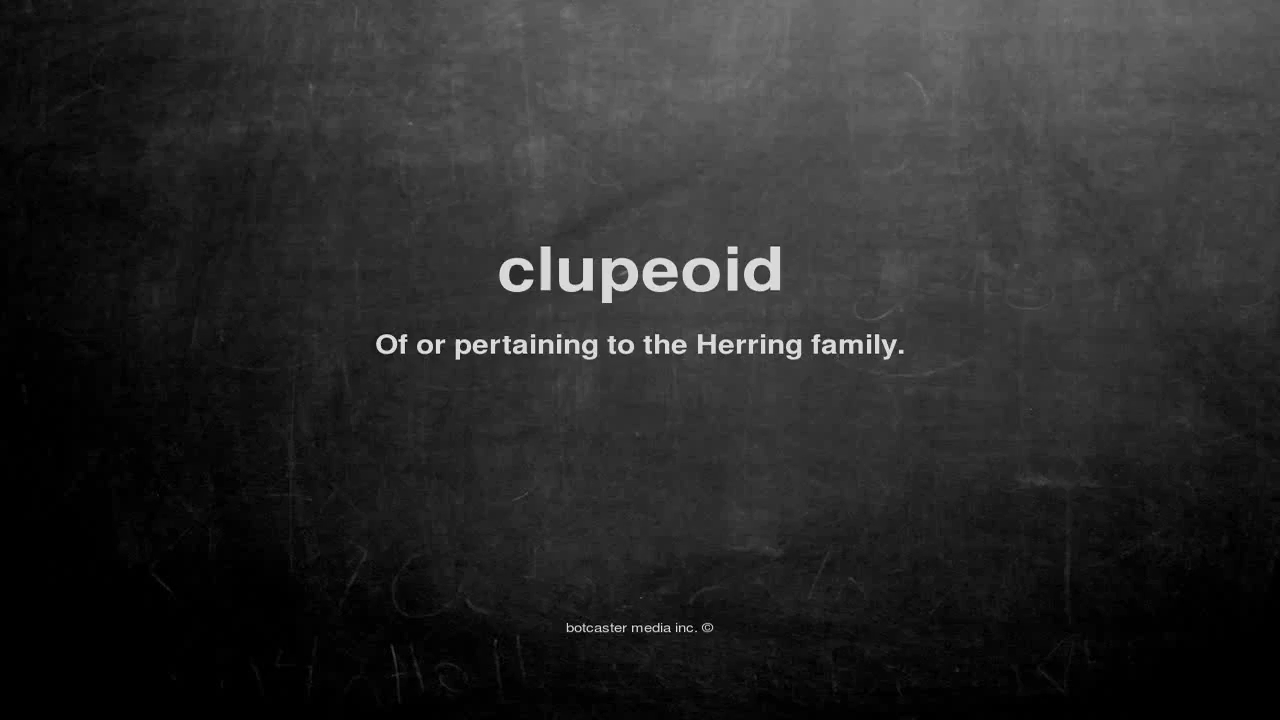 clupeoid
Of or pertaining to the Herring family.
botcaster media inc. ©